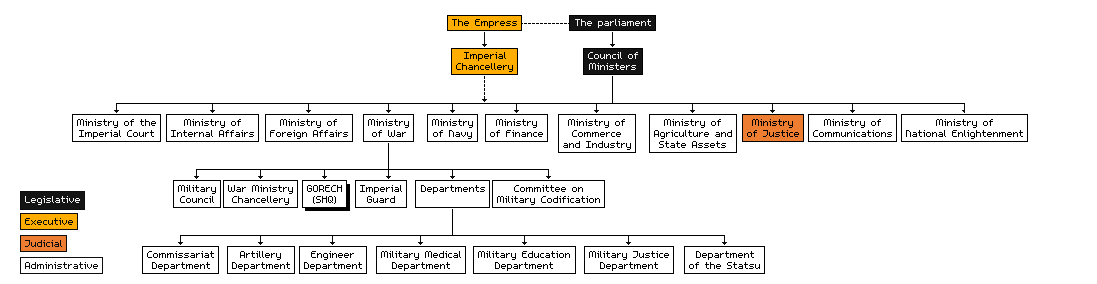 The Empress
The parliament
Imperial
Chancellery
Council of
Ministers
Ministry of the
Imperial Court
Ministry of
Internal Affairs
Ministry of
Foreign Affairs
Ministry
of War
Ministry
of Navy
Ministry
of Finance
Ministry of
Commerce
and Industry
Ministry of
Agriculture and
State Assets
Ministry
of Justice
Ministry of
Communications
Ministry of
National Enlightenment
Military
Council
War Ministry
Chancellery
GORECH
(SHQ)
Imperial
Guard
Departments
Committee on
Military Codification
Legislative
Executive
Judicial
Administrative
Commissariat
Department
Artillery
Department
Engineer
Department
Military Medical
Department
Military Education
Department
Military Justice
Department
Department
of the Statsu